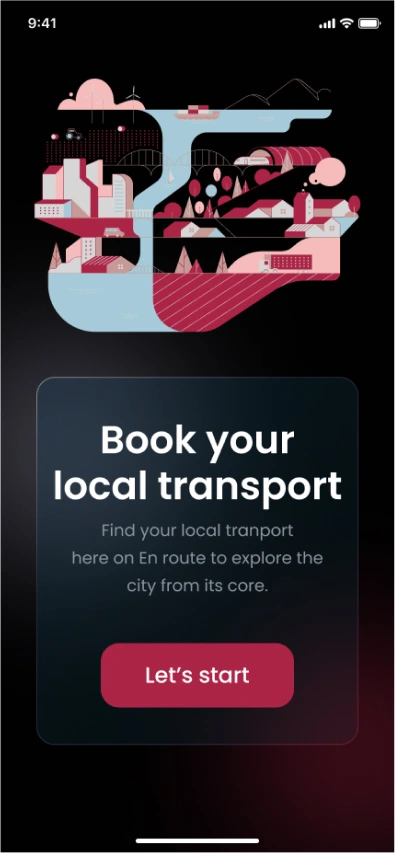 9:41
Book your
local transport
Find your local tranport
here on En route to explore the
city from its core.
Let’s start